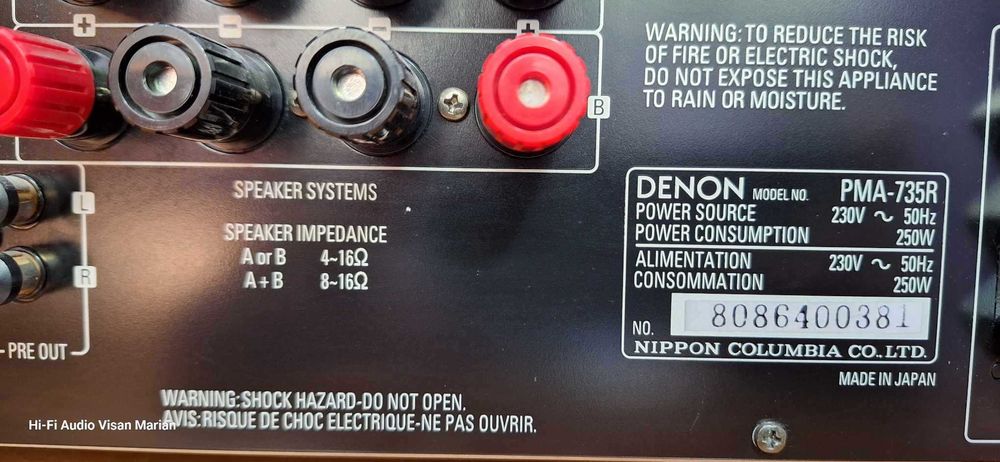 + - - +
B
WARNING: TO REDUCE THE RISK
OF FIRE OR ELECTRIC SHOCK,
DO NOT EXPOSE THIS APPLIANCE
TO RAIN OR MOISTURE.
L
R
- PRE OUT
SPEAKER SYSTEMS
SPEAKER IMPEDANCE
A or B 4~16Ω
A + B 8~16Ω
DENON MODEL NO. PMA-735R
POWER SOURCE 230V ～ 50Hz
POWER CONSUMPTION 250W
ALIMENTATION 230V ～ 50Hz
CONSOMMATION 250W
NO. 8086400381
NIPPON COLUMBIA CO., LTD.
MADE IN JAPAN
WARNING: SHOCK HAZARD-DO NOT OPEN.
AVIS: RISQUE DE CHOC ELECTRIQUE-NE PAS OUVRIR.
Hi-Fi Audio Visan Marian